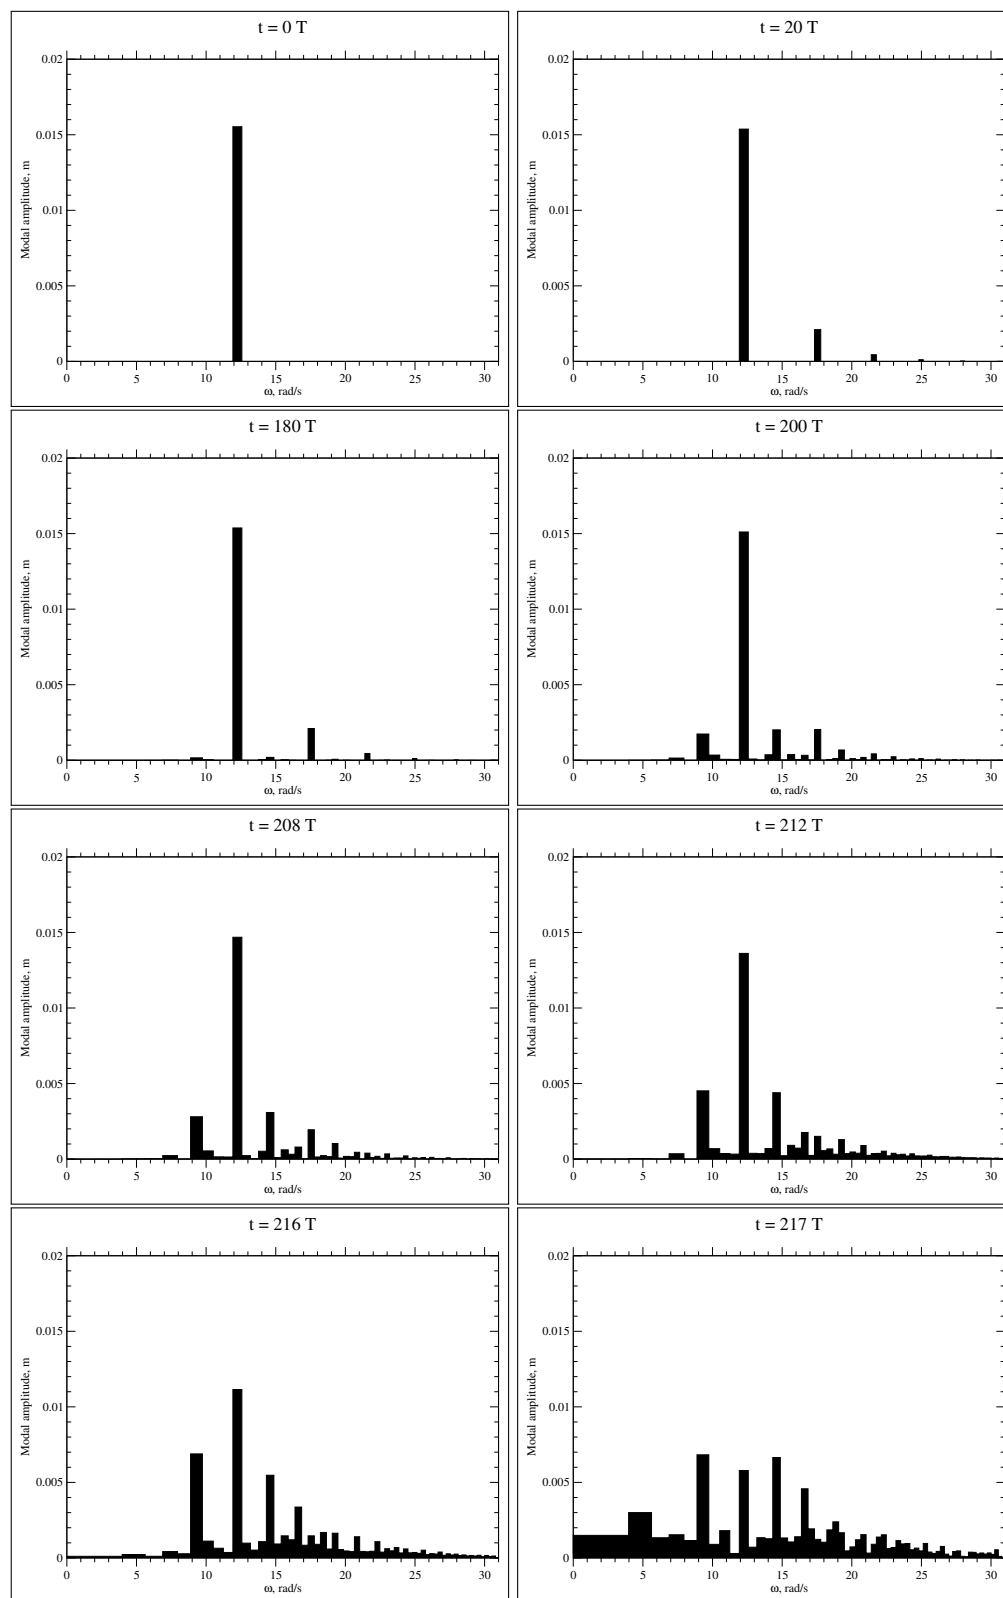 t = 0 T
0.02
0.015
0.01
0.005
0
Modal amplitude, m
0 5 10 15 20 25 30
ω, rad/s
t = 20 T
0.02
0.015
0.01
0.005
0
Modal amplitude, m
0 5 10 15 20 25 30
ω, rad/s
t = 180 T
0.02
0.015
0.01
0.005
0
Modal amplitude, m
0 5 10 15 20 25 30
ω, rad/s
t = 200 T
0.02
0.015
0.01
0.005
0
Modal amplitude, m
0 5 10 15 20 25 30
ω, rad/s
t = 208 T
0.02
0.015
0.01
0.005
0
Modal amplitude, m
0 5 10 15 20 25 30
ω, rad/s
t = 212 T
0.02
0.015
0.01
0.005
0
Modal amplitude, m
0 5 10 15 20 25 30
ω, rad/s
t = 216 T
0.02
0.015
0.01
0.005
0
Modal amplitude, m
0 5 10 15 20 25 30
ω, rad/s
t = 217 T
0.02
0.015
0.01
0.005
0
Modal amplitude, m
0 5 10 15 20 25 30
ω, rad/s